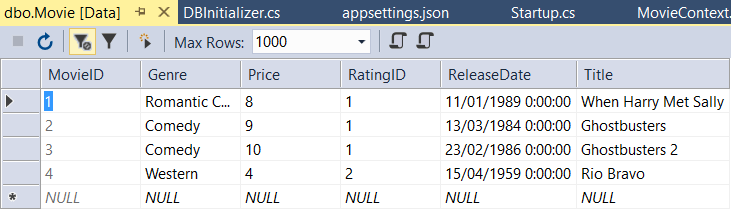 dbo.Movie [Data] DBInitializer.cs appsettings.json Startup.cs MovieContext.
Max Rows: 1000
MovieID Genre Price RatingID ReleaseDate Title
1 Romantic C... 8 1 11/01/1989 0:00:00 When Harry Met Sally
2 Comedy 9 1 13/03/1984 0:00:00 Ghostbusters
3 Comedy 10 1 23/02/1986 0:00:00 Ghostbusters 2
4 Western 4 2 15/04/1959 0:00:00 Rio Bravo
NULL NULL NULL NULL NULL NULL